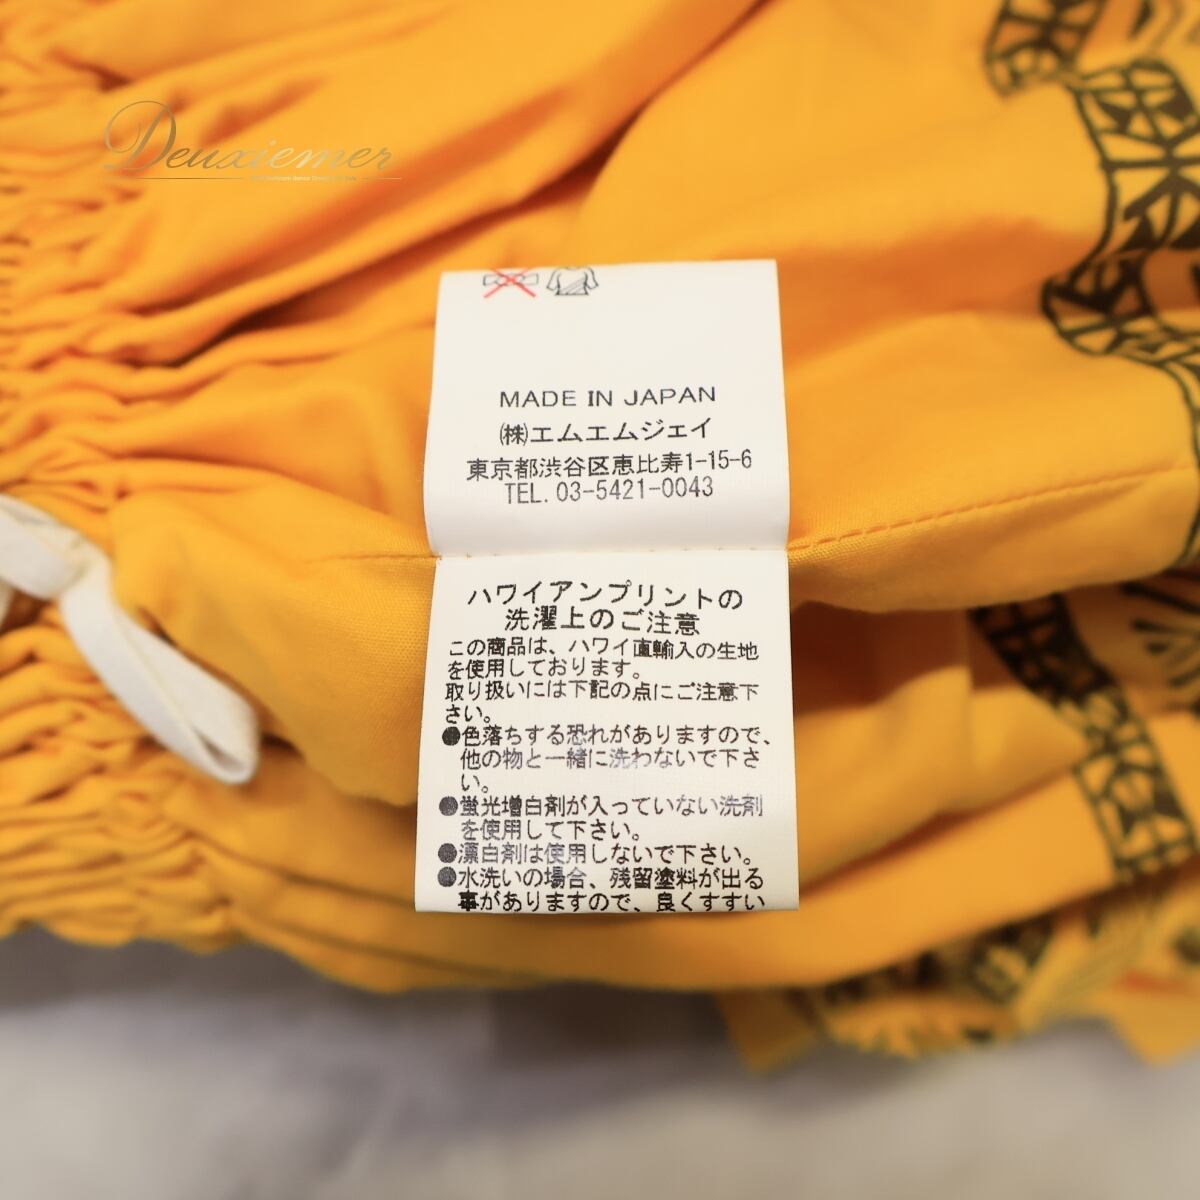 Deuxiemer
MADE IN JAPAN
㈱エムエムジェイ
東京都渋谷区恵比寿1-15-6
TEL. 03-5421-0043
ハワイアンプリントの
洗濯上のご注意
この商品は、ハワイ直輸入の生地
を使用しております。
取り扱いには下記の点にご注意下
さい。
●色落ちする恐れがありますので、
他の物と一緒に洗わないで下さ
い。
●蛍光増白剤が入っていない洗剤
を使用して下さい。
●漂白剤は使用しないで下さい。
●水洗いの場合、残留塗料が出る
事がありますので、良くすすい